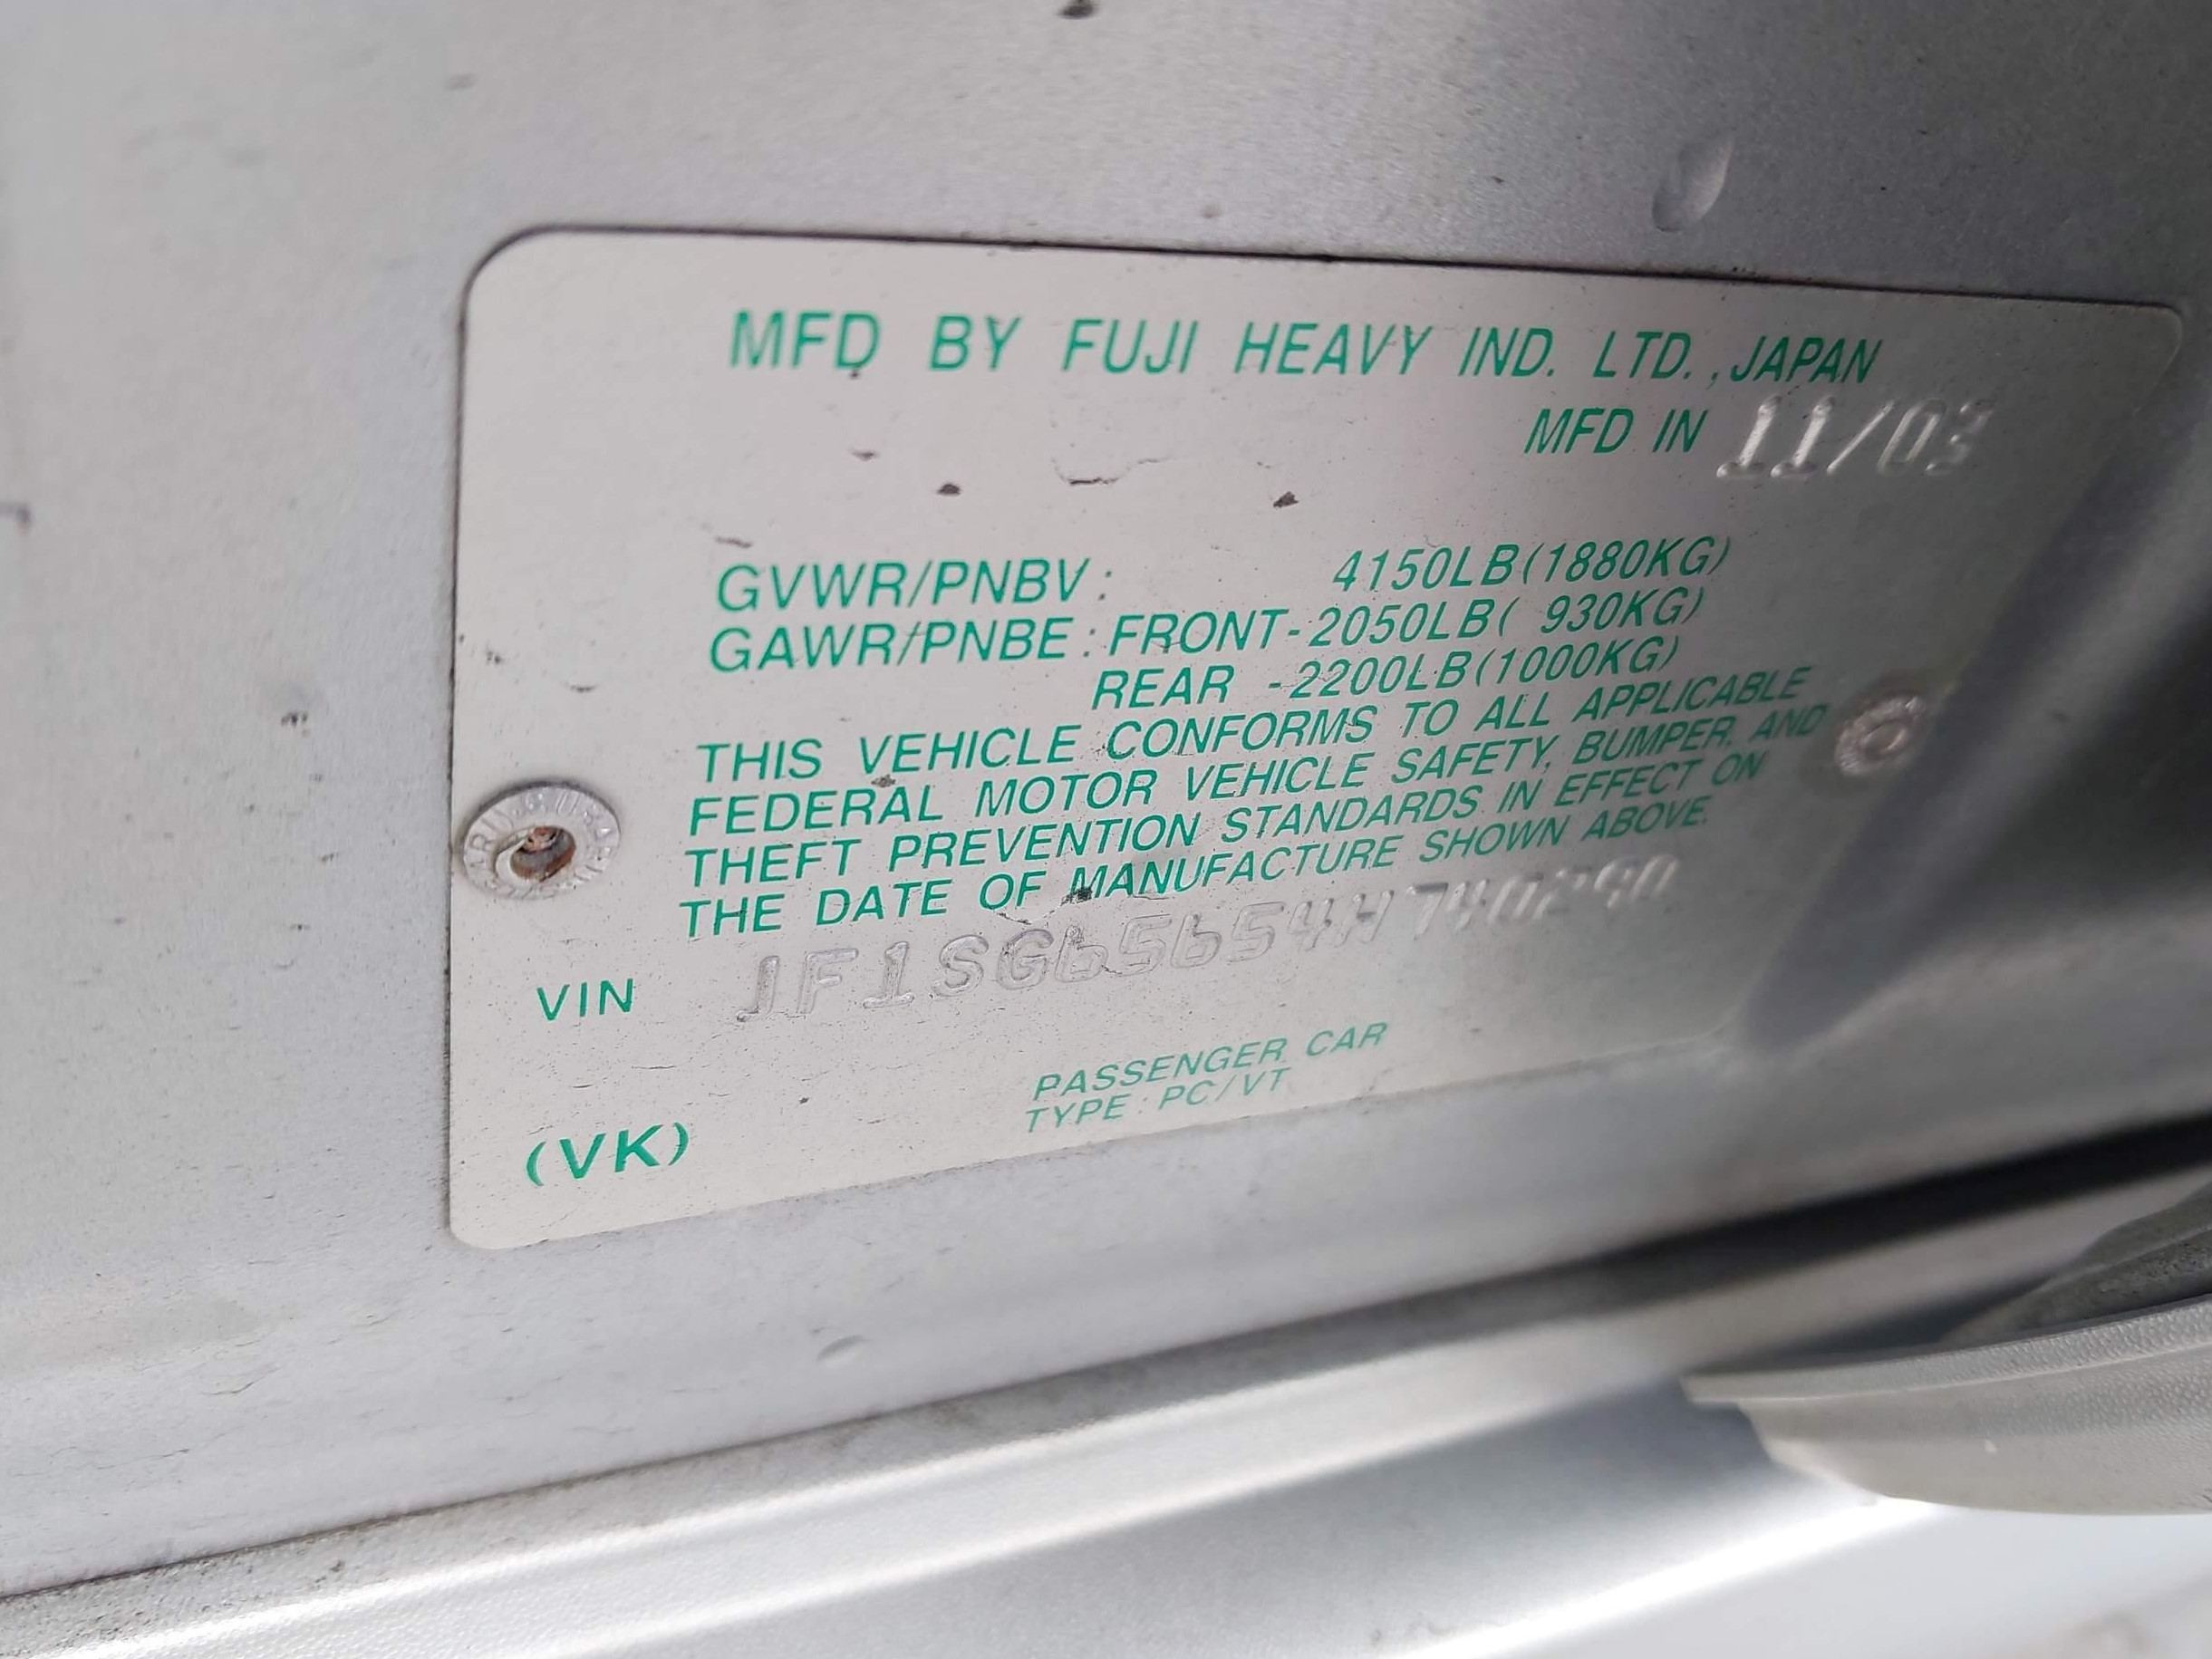 MFD BY FUJI HEAVY IND. LTD., JAPAN
MFD IN 11/03
GVWR/PNBV: 4150LB(1880KG)
GAWR/PNBE: FRONT-2050LB( 930KG)
REAR -2200LB(1000KG)
THIS VEHICLE CONFORMS TO ALL APPLICABLE
FEDERAL MOTOR VEHICLE SAFETY, BUMPER, AND
THEFT PREVENTION STANDARDS IN EFFECT ON
THE DATE OF MANUFACTURE SHOWN ABOVE.
VIN JF1SG65654H740290
PASSENGER CAR
TYPE: PC/VT
(VK)